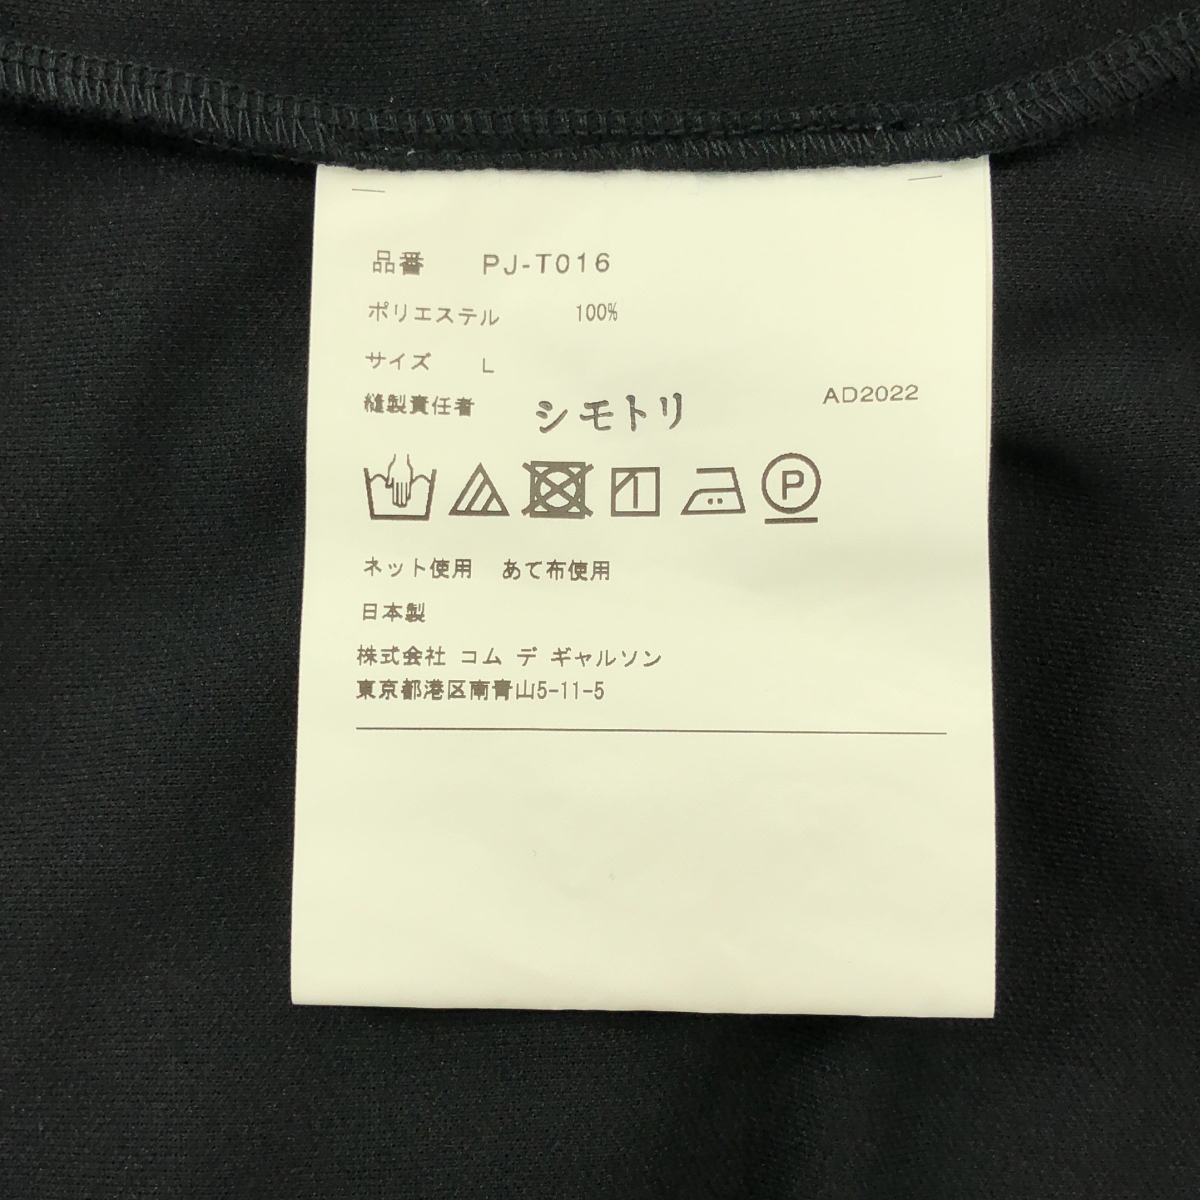 品番 PJ-T016
ポリエステル 100%
サイズ L
縫製責任者 シモトリ AD2022
P
ネット使用 あて布使用
日本製
株式会社 コム デ ギャルソン
東京都港区南青山5-11-5